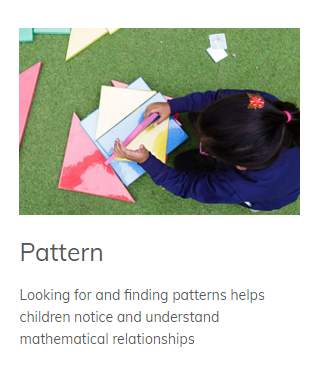 Pattern
Looking for and finding patterns helps
children notice and understand
mathematical relationships